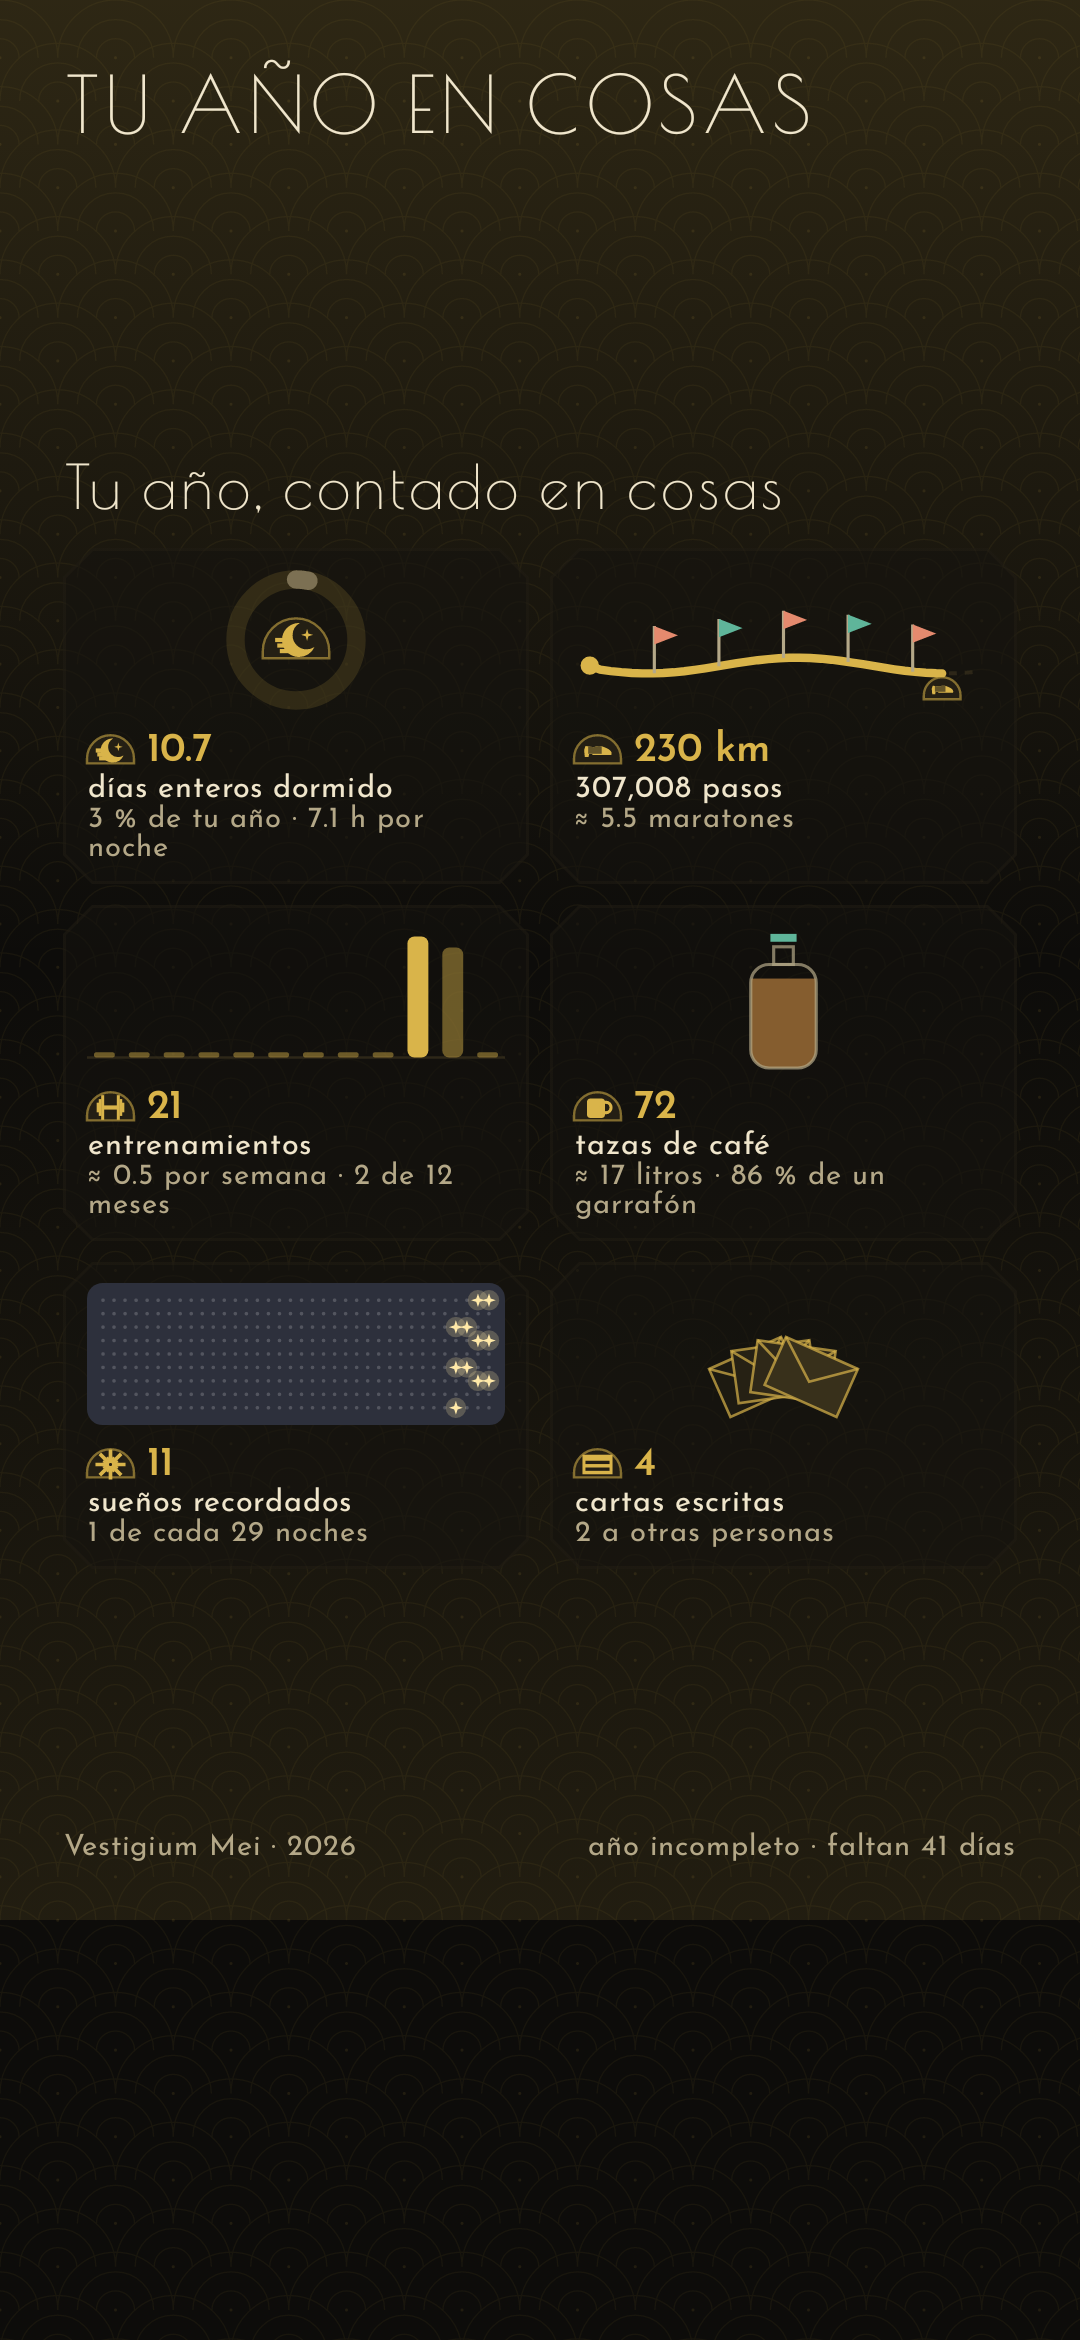 TU AÑO EN COSAS
Tu año, contado en cosas
10.7
días enteros dormido
3 % de tu año · 7.1 h por
noche
230 km
307,008 pasos
≈ 5.5 maratones
21
entrenamientos
≈ 0.5 por semana · 2 de 12
meses
72
tazas de café
≈ 17 litros · 86 % de un
garrafón
11
sueños recordados
1 de cada 29 noches
4
cartas escritas
2 a otras personas
Vestigium Mei · 2026
año incompleto · faltan 41 días